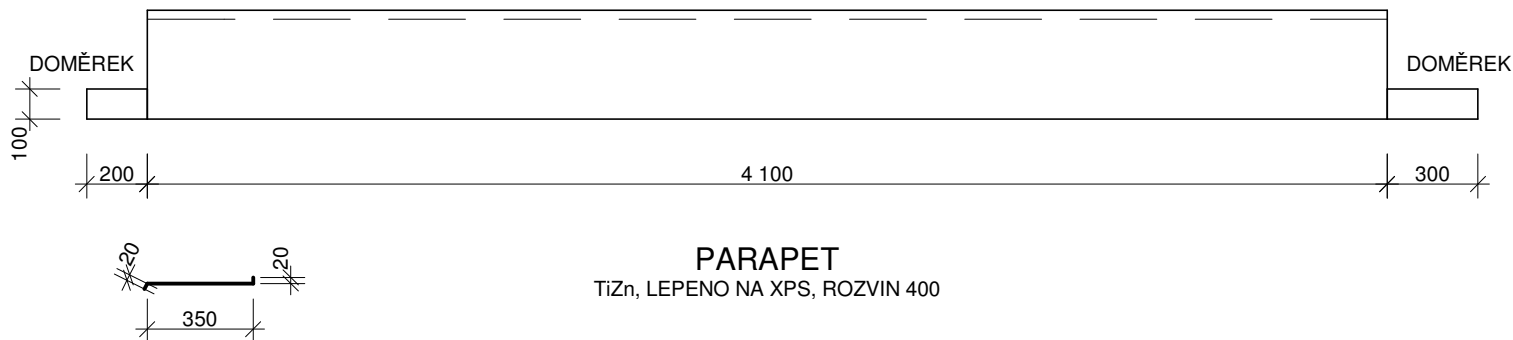 DOMĚREK
DOMĚREK
100
200
4 100
300
20
20
350
PARAPET
TiZn, LEPENO NA XPS, ROZVIN 400